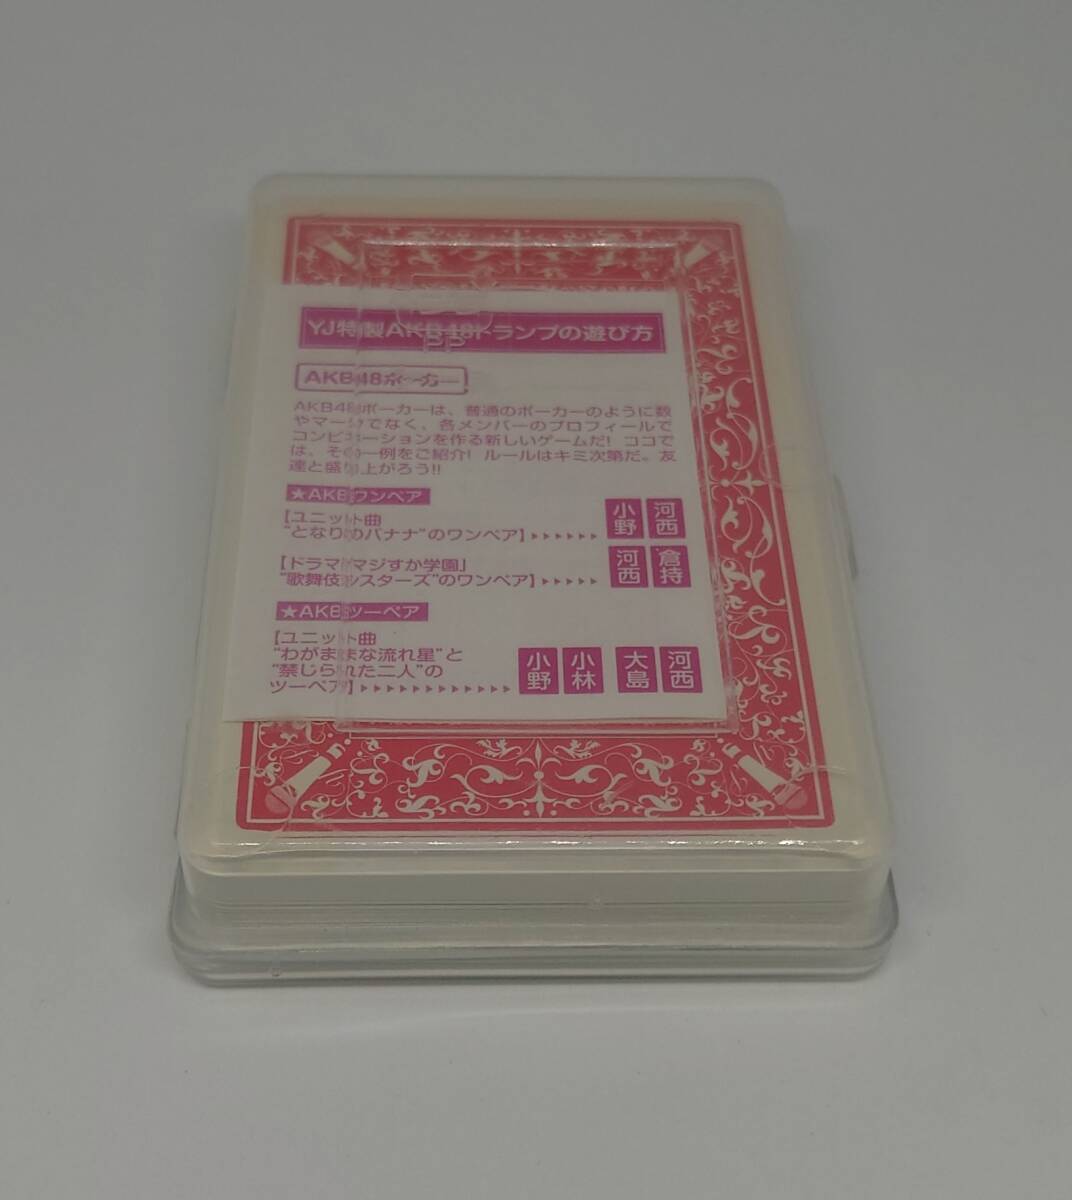 PP
YJ特製AKB48トランプの遊び方
AKB48ポーカー
AKB48ポーカーは、普通のポーカーのように数
やマークでなく、各メンバーのプロフィールで
コンビネーションを作る新しいゲームだ! ココで
は、その一例をご紹介! ルールはキミ次第だ。友
達と盛り上がろう!!
★AKBワンペア
【ユニット曲
"となりのバナナ"のワンペア】▶▶▶▶▶▶ 小野 河西
【ドラマ『マジすか学園』
"歌舞伎シスターズ"のワンペア】▶▶▶▶▶ 河西 倉持
★AKBツーペア
【ユニット曲
"わがままな流れ星"と
"禁じられた二人"の
ツーペア】▶▶▶▶▶▶▶▶▶▶▶▶ 小野 小林 大島 河西